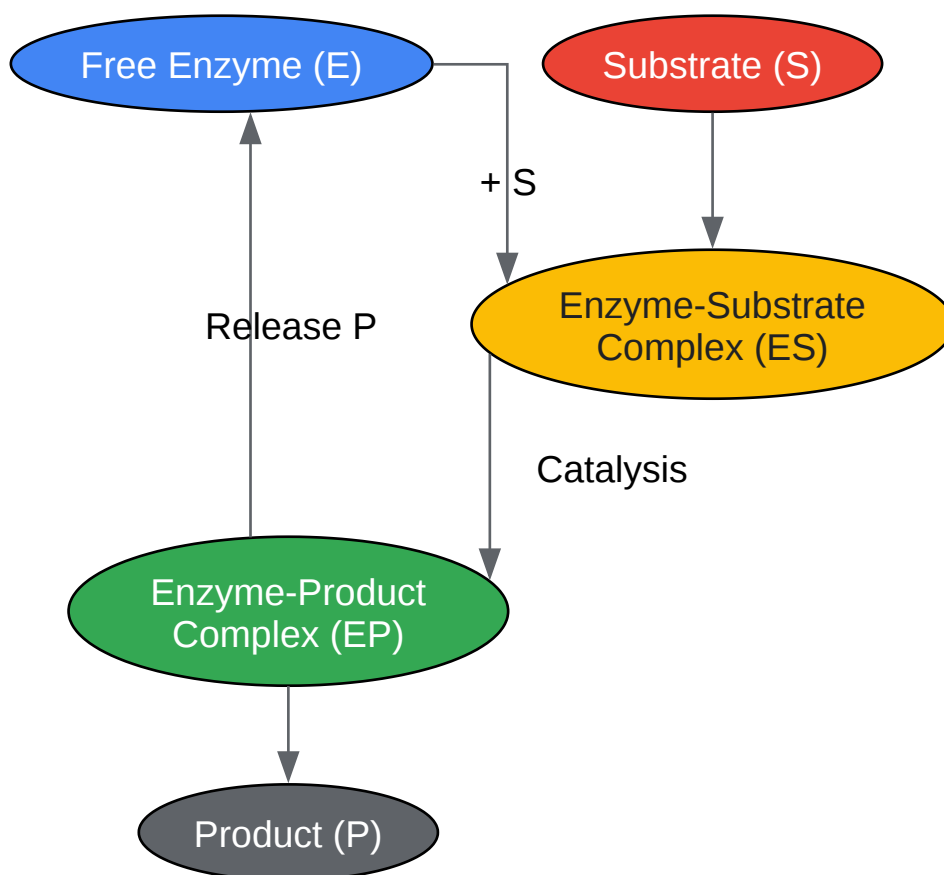 Free Enzyme (E)
Substrate (S)
+ S
Enzyme-Substrate
Complex (ES)
Release P
Catalysis
Enzyme-Product
Complex (EP)
Product (P)